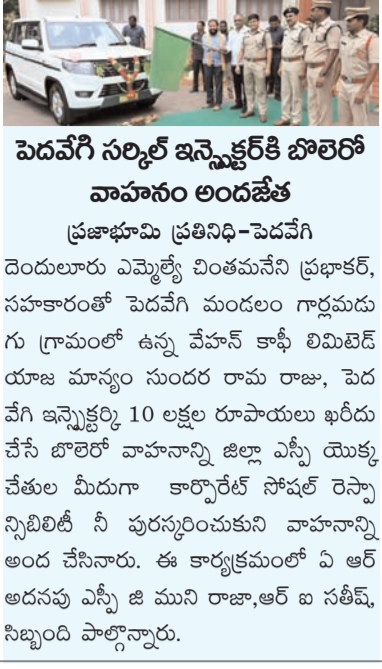 పెదవేగి సర్కిల్ ఇన్స్పెక్టర్‌కి బొలెరో
వాహనం అందజేత
ప్రజాభూమి ప్రతినిధి-పెదవేగి
దెందులూరు ఎమ్మెల్యే చింతమనేని ప్రభాకర్,
సహకారంతో పెదవేగి మండలం గార్లమడు
గు గ్రామంలో ఉన్న వేహన్ కాఫీ లిమిటెడ్
యాజ మాన్యం సుందర రామ రాజు, పెద
వేగి ఇన్స్పెక్టర్కి 10 లక్షల రూపాయలు ఖరీదు
చేసే బొలెరో వాహనాన్ని జిల్లా ఎస్పీ యొక్క
చేతుల మీదుగా కార్పొరేట్ సోషల్ రెస్పా
న్సిబిలిటీ నీ పురస్కరించుకుని వాహనాన్ని
అంద చేసినారు. ఈ కార్యక్రమంలో ఏ ఆర్
అదనపు ఎస్పీ జి ముని రాజా,ఆర్ ఐ సతీష్,
సిబ్బంది పాల్గొన్నారు.